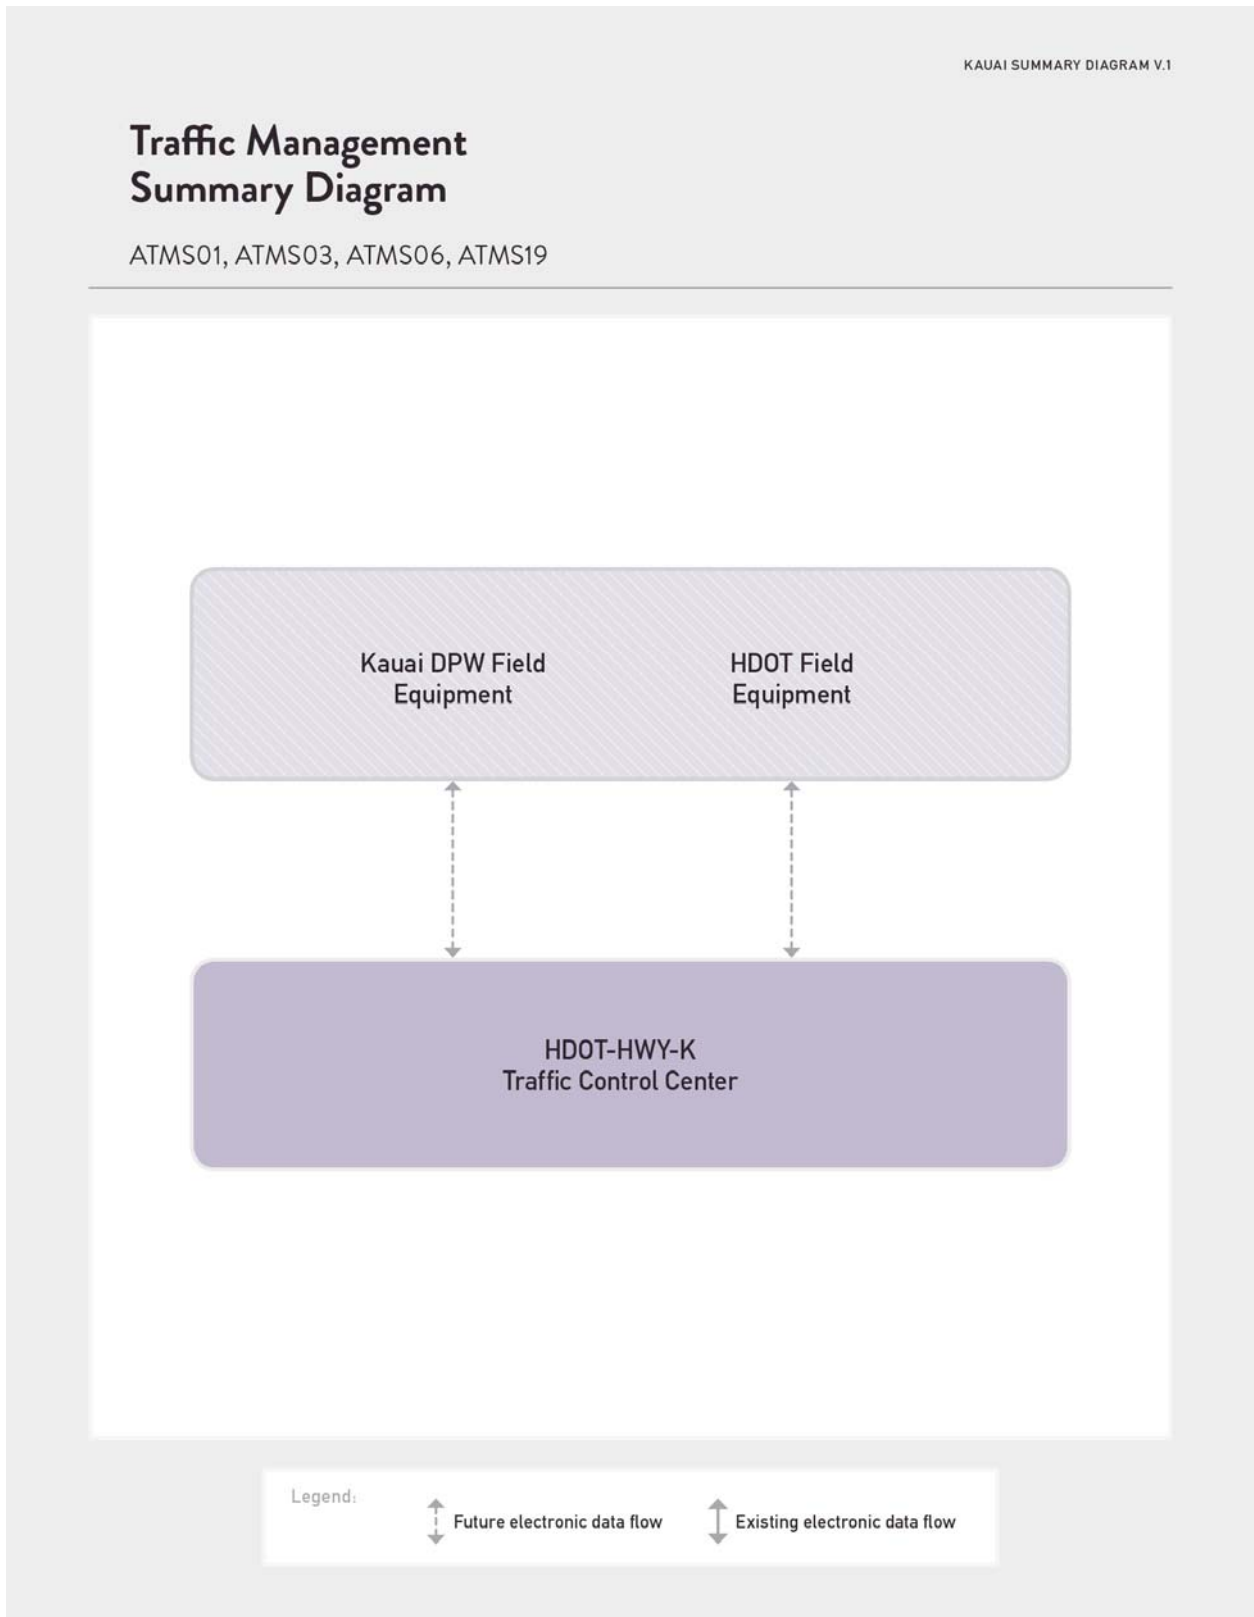 KAUAI SUMMARY DIAGRAM V.1
Traffic Management
Summary Diagram
ATMS01, ATMS03, ATMS06, ATMS19
Kauai DPW Field
Equipment
HDOT Field
Equipment
HDOT-HWY-K
Traffic Control Center
Legend:
Future electronic data flow
Existing electronic data flow